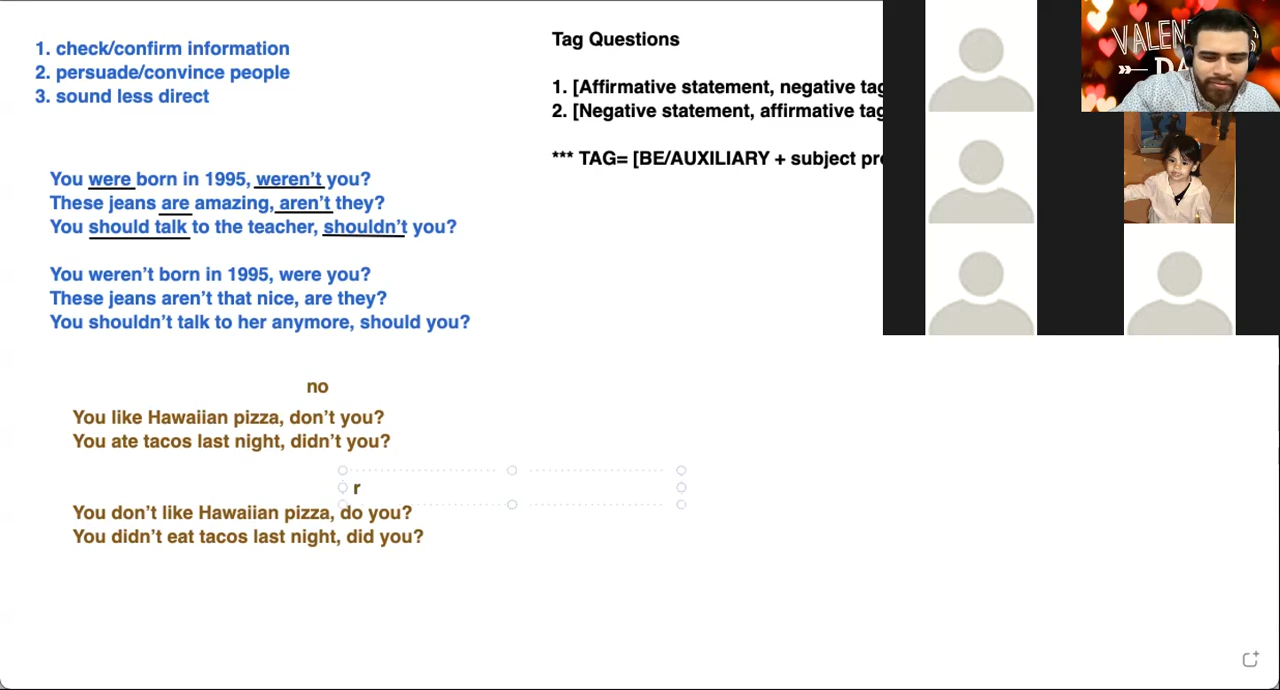 1. check/confirm information
2. persuade/convince people
3. sound less direct
You were born in 1995, weren’t you?
These jeans are amazing, aren’t they?
You should talk to the teacher, shouldn’t you?
You weren’t born in 1995, were you?
These jeans aren’t that nice, are they?
You shouldn’t talk to her anymore, should you?
no
You like Hawaiian pizza, don’t you?
You ate tacos last night, didn’t you?
r
You don’t like Hawaiian pizza, do you?
You didn’t eat tacos last night, did you?
Tag Questions
1. [Affirmative statement, negative tag
2. [Negative statement, affirmative tag
*** TAG= [BE/AUXILIARY + subject pr
VALEN
DA